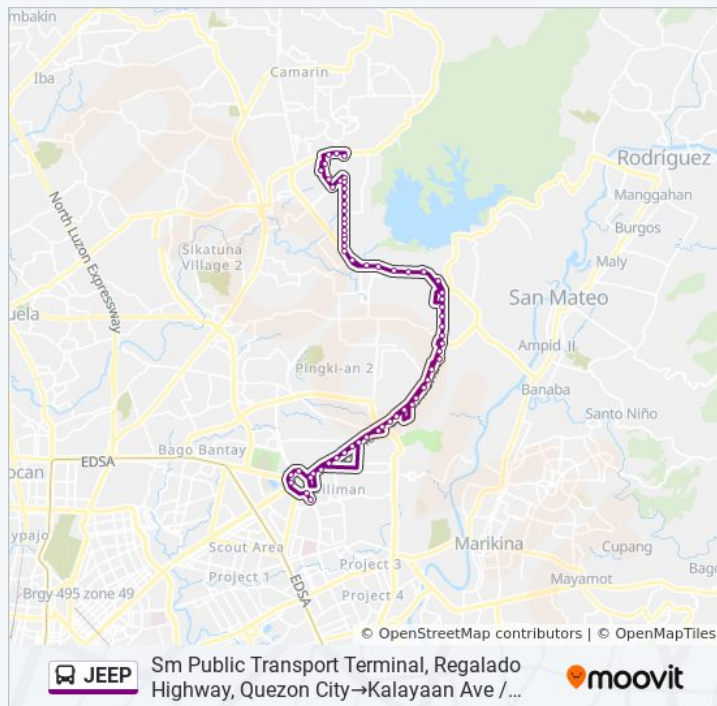 mbakin
Iba
Camarin
Rodríguez
Manggahan
Burgos
North Luzon Expressway
Sikatuna
Village 2
Maly
San Mateo
uela
Ampid II
Pingki-an 2
Banaba
Santo Niño
Bago Bantay
EDSA
ocan
liman
ypajo
Scout Area
Marikina
Cupang
Project 3
Project 1
Bago
EDSA
Mayamot
Project 4
Brgy 495 zone 49
© OpenStreetMap contributors | © OpenMapTiles
JEEP
Sm Public Transport Terminal, Regalado
Highway, Quezon City→Kalayaan Ave /…
moovit